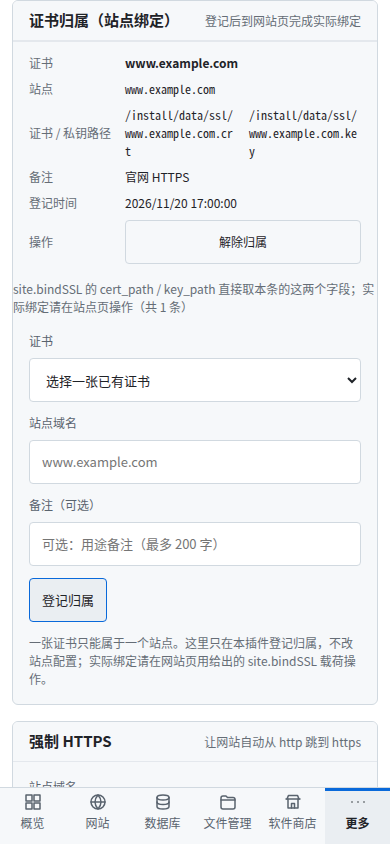 证书归属（站点绑定） 登记后到网站页完成实际绑定
证书 www.example.com
站点 www.example.com
证书 / 私钥路径 /install/data/ssl/www.example.com.crt /install/data/ssl/www.example.com.key
备注 官网 HTTPS
登记时间 2026/11/20 17:00:00
操作 解除归属
site.bindSSL 的 cert_path / key_path 直接取本条的这两个字段；实
际绑定请在站点页操作（共 1 条）
证书
选择一张已有证书
站点域名
www.example.com
备注（可选）
可选：用途备注（最多 200 字）
登记归属
一张证书只能属于一个站点。这里只在本插件登记归属，不改
站点配置；实际绑定请在网站页用给出的 site.bindSSL 载荷操
作。
强制 HTTPS 让网站自动从 http 跳到 https
站点域名
概览 网站 数据库 文件管理 软件商店 更多